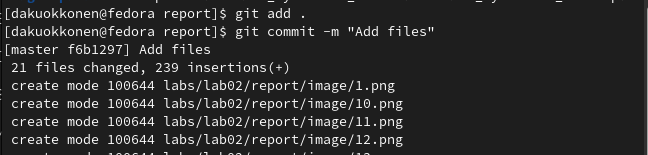 [dakuokkonen@fedora report]$ git add .
[dakuokkonen@fedora report]$ git commit -m "Add files"
[master f6b1297] Add files
 21 files changed, 239 insertions(+)
 create mode 100644 labs/lab02/report/image/1.png
 create mode 100644 labs/lab02/report/image/10.png
 create mode 100644 labs/lab02/report/image/11.png
 create mode 100644 labs/lab02/report/image/12.png